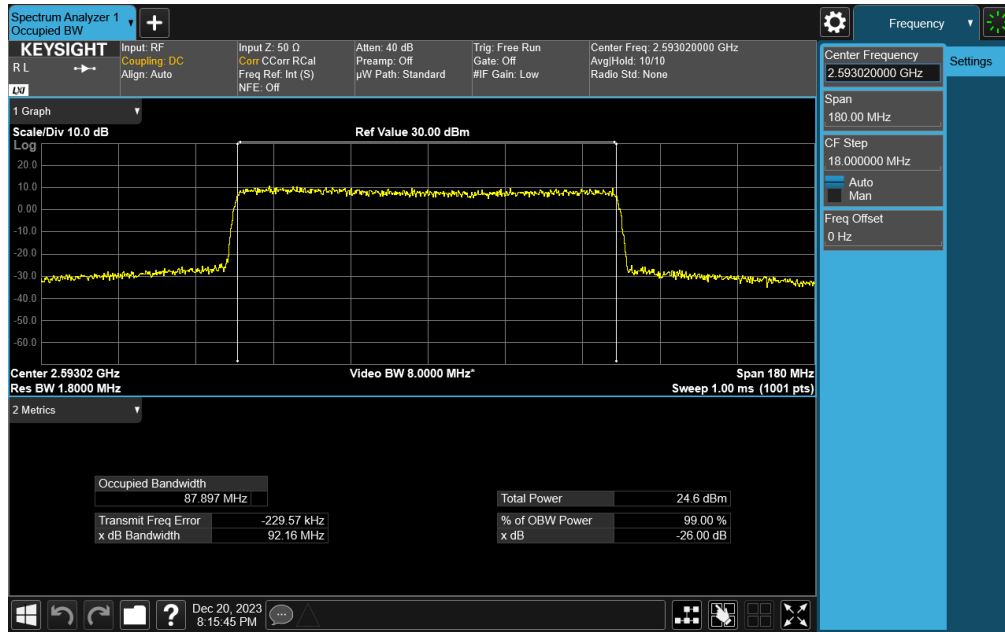 Spectrum Analyzer 1
Occupied BW
Frequency
KEYSIGHT
R L
LXI
Input: RF
Coupling: DC
Align: Auto
Input Z: 50 Ω
Corr CCorr RCal
Freq Ref: Int (S)
NFE: Off
Atten: 40 dB
Preamp: Off
µW Path: Standard
Trig: Free Run
Gate: Off
#IF Gain: Low
Center Freq: 2.593020000 GHz
Avg|Hold: 10/10
Radio Std: None
Center Frequency
2.593020000 GHz
Settings
Span
180.00 MHz
CF Step
18.000000 MHz
Auto
Man
Freq Offset
0 Hz
1 Graph
Scale/Div 10.0 dB
Ref Value 30.00 dBm
Log
20.0
10.0
0.00
-10.0
-20.0
-30.0
-40.0
-50.0
-60.0
Center 2.59302 GHz
Video BW 8.0000 MHz*
Span 180 MHz
Res BW 1.8000 MHz
Sweep 1.00 ms (1001 pts)
2 Metrics
Occupied Bandwidth
87.897 MHz
Total Power 24.6 dBm
Transmit Freq Error -229.57 kHz
% of OBW Power 99.00 %
x dB Bandwidth 92.16 MHz
x dB -26.00 dB
?
Dec 20, 2023
8:15:45 PM